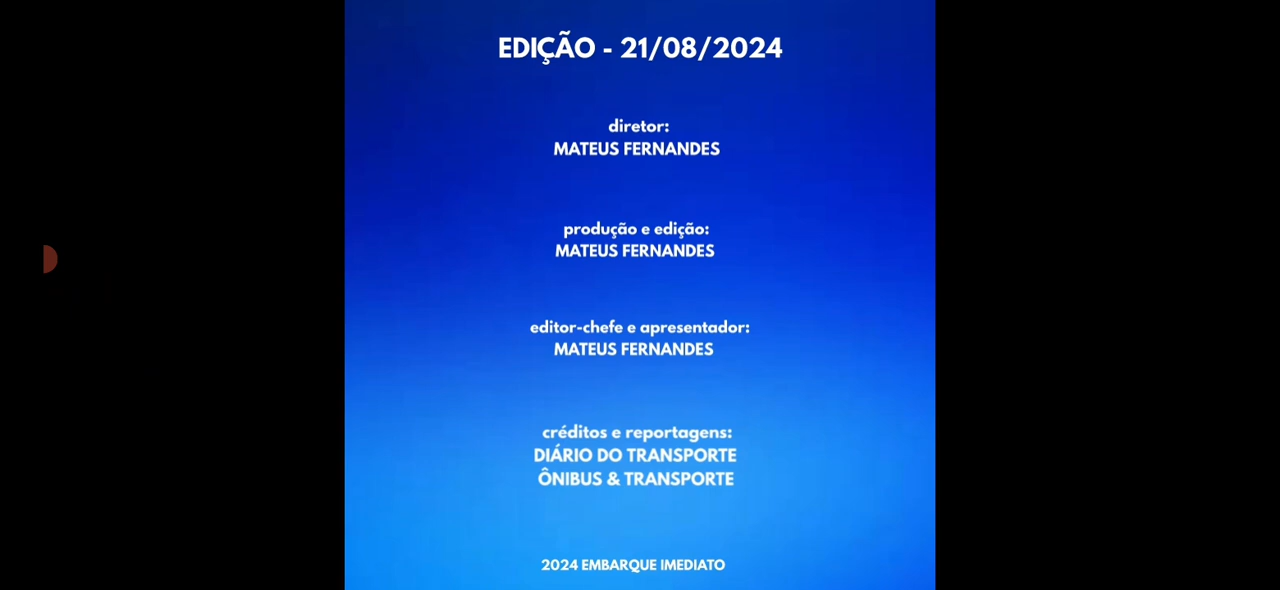 EDIÇÃO - 21/08/2024
diretor:
MATEUS FERNANDES
produção e edição:
MATEUS FERNANDES
editor-chefe e apresentador:
MATEUS FERNANDES
créditos e reportagens:
DIÁRIO DO TRANSPORTE
ÔNIBUS & TRANSPORTE
2024 EMBARQUE IMEDIATO